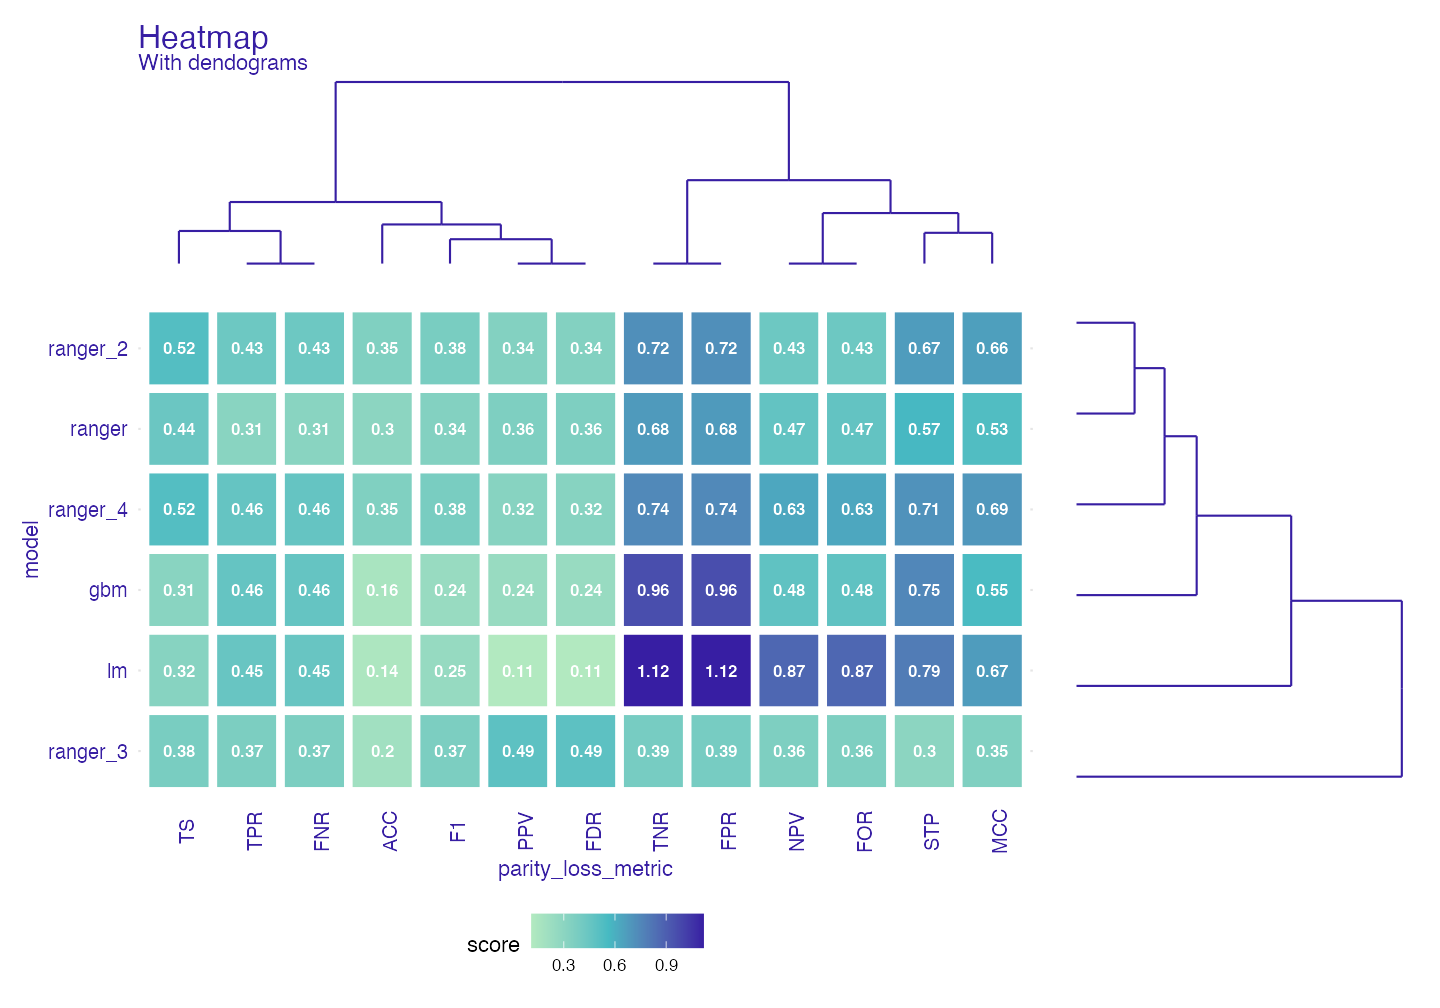 Heatmap
With dendograms
ranger_2 0.52 0.43 0.43 0.35 0.38 0.34 0.34 0.72 0.72 0.43 0.43 0.67 0.66
ranger 0.44 0.31 0.31 0.3 0.34 0.36 0.36 0.68 0.68 0.47 0.47 0.57 0.53
ranger_4 0.52 0.46 0.46 0.35 0.38 0.32 0.32 0.74 0.74 0.63 0.63 0.71 0.69
gbm 0.31 0.46 0.46 0.16 0.24 0.24 0.24 0.96 0.96 0.48 0.48 0.75 0.55
lm 0.32 0.45 0.45 0.14 0.25 0.11 0.11 1.12 1.12 0.87 0.87 0.79 0.67
ranger_3 0.38 0.37 0.37 0.2 0.37 0.49 0.49 0.39 0.39 0.36 0.36 0.3 0.35
model
TS TPR FNR ACC F1 PPV FDR TNR FPR NPV FOR STP MCC
parity_loss_metric
score
0.3 0.6 0.9